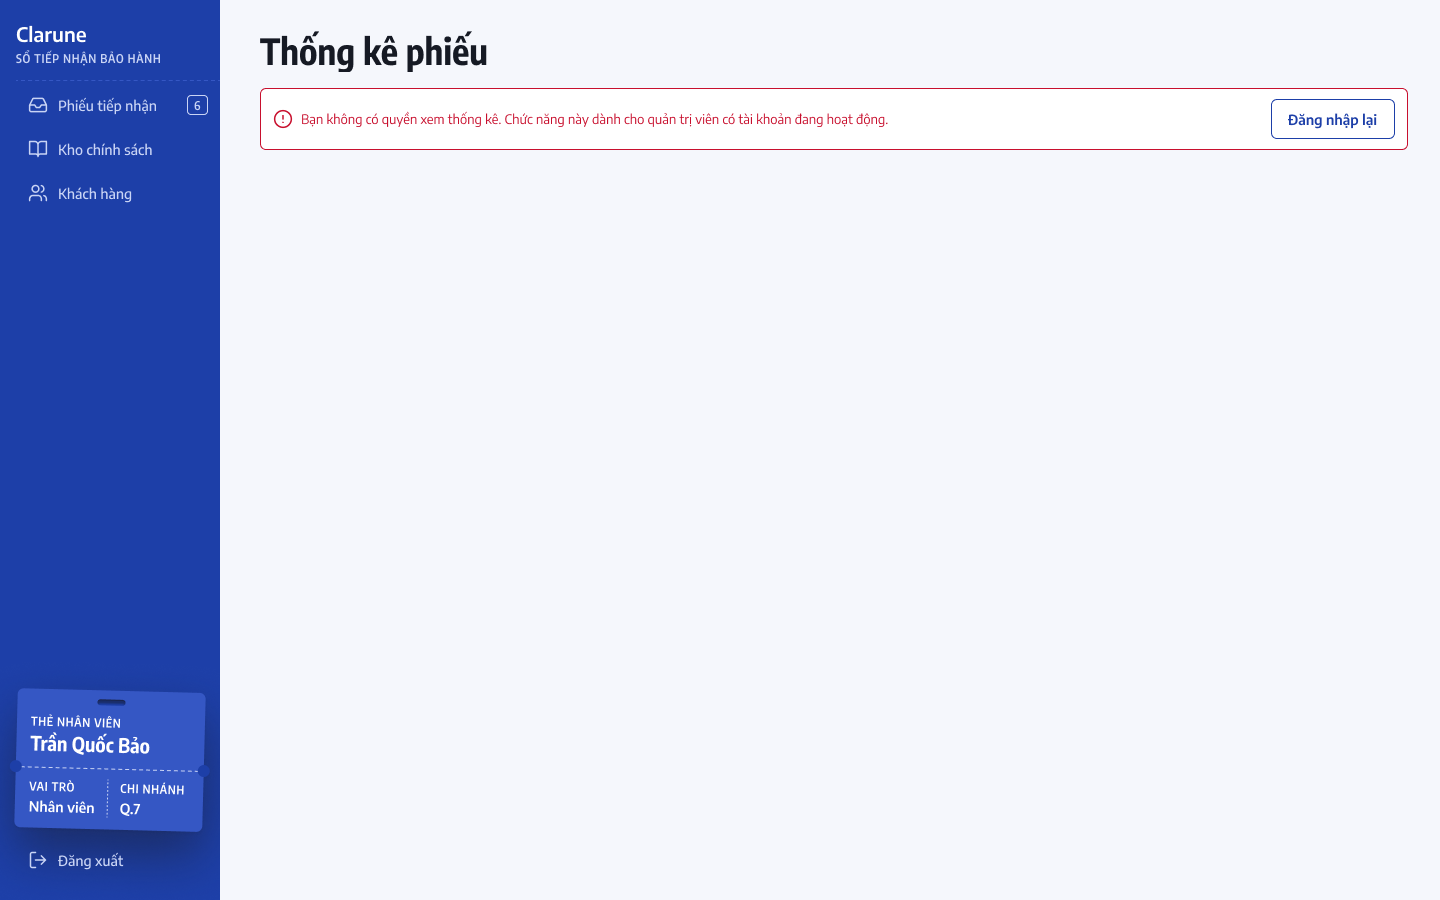 Clarune
SỔ TIẾP NHẬN BẢO HÀNH
Phiếu tiếp nhận 6
Kho chính sách
Khách hàng
THẺ NHÂN VIÊN
Trần Quốc Bảo
VAI TRÒ CHI NHÁNH
Nhân viên Q.7
Đăng xuất
Thống kê phiếu
Bạn không có quyền xem thống kê. Chức năng này dành cho quản trị viên có tài khoản đang hoạt động.
Đăng nhập lại